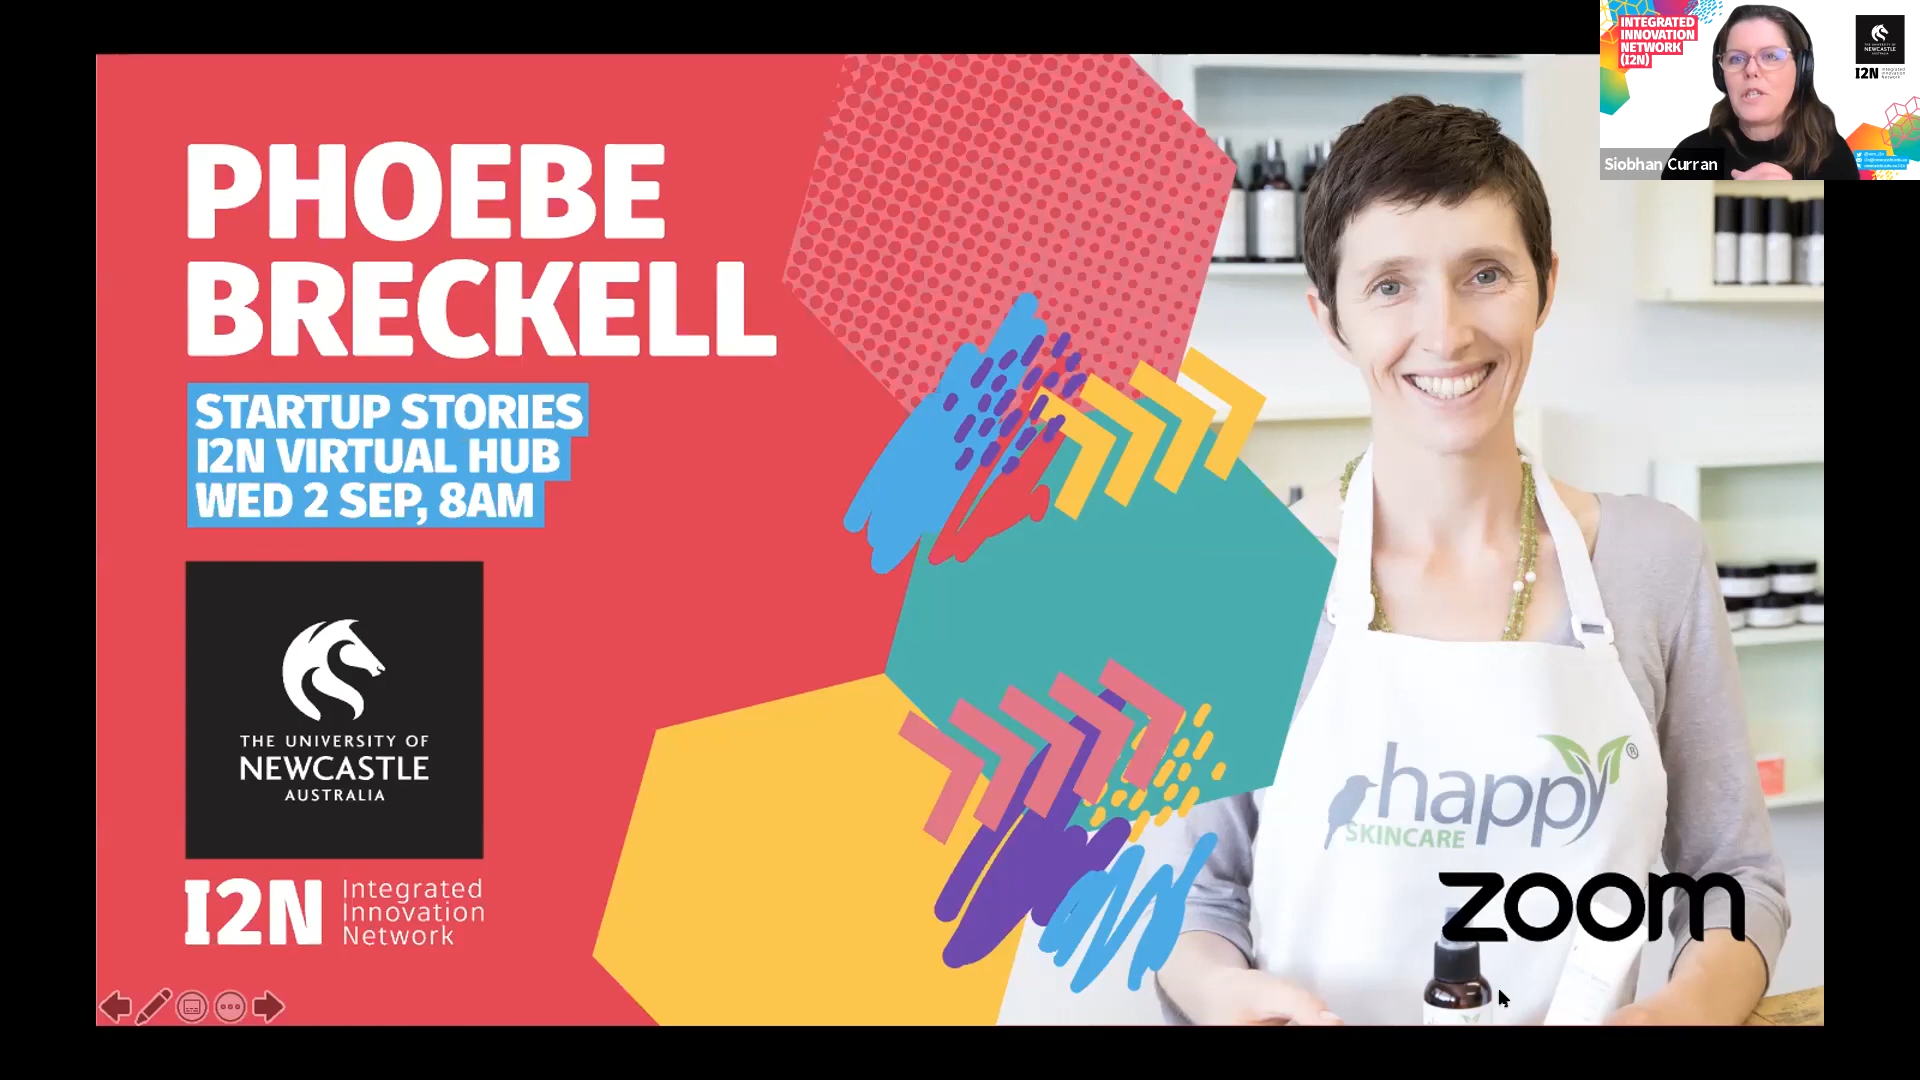 PHOEBE
BRECKELL
STARTUP STORIES
I2N VIRTUAL HUB
WED 2 SEP, 8AM
THE UNIVERSITY OF
NEWCASTLE
AUSTRALIA
I2N
Integrated
Innovation
Network
happy®
SKINCARE
zoom
INTEGRATED
INNOVATION
NETWORK
(I2N)
NEWCASTLE
I2N
Siobhan Curran